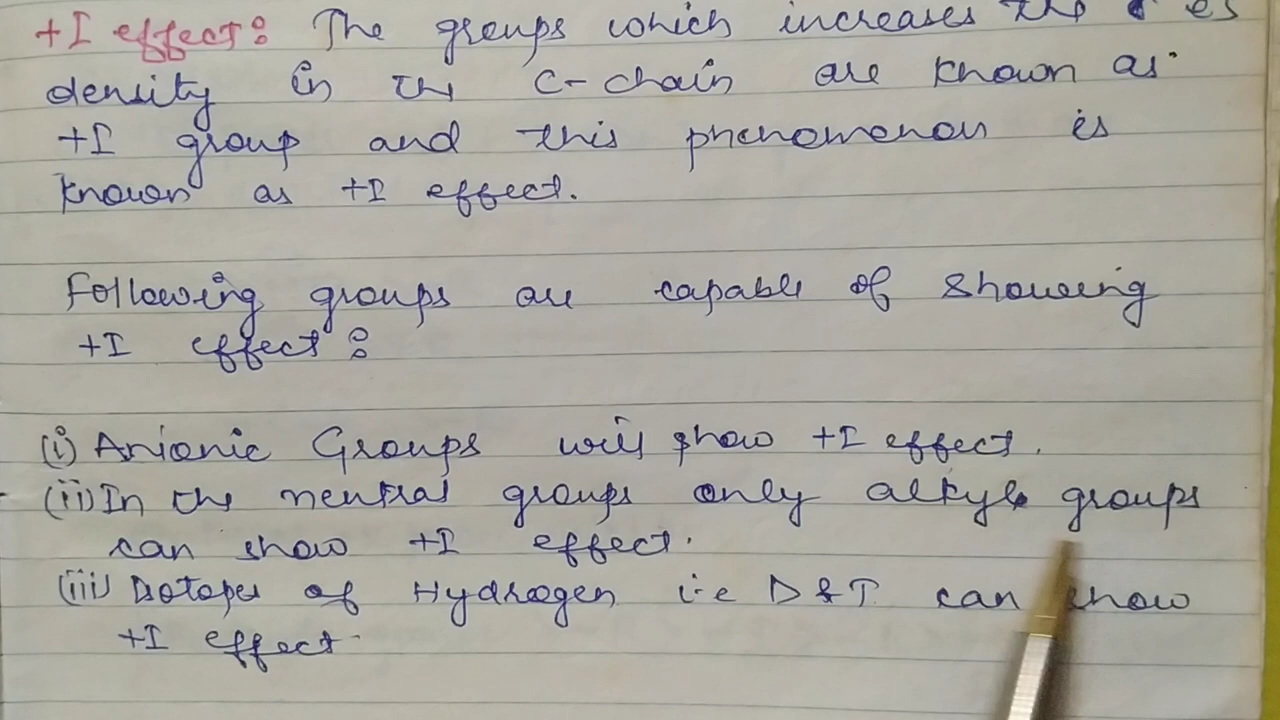 +I effect: The groups which increases the es
density in the C-chain are known as
+I group and this phenomenon is
known as +I effect.
Following groups are capable of showing
+I effect:
(i) Anionic Groups will show +I effect.
(ii) In the neutral groups only alkyl groups
can show +I effect.
(iii) Isotopes of Hydrogen i.e D & T can show
+I effect.